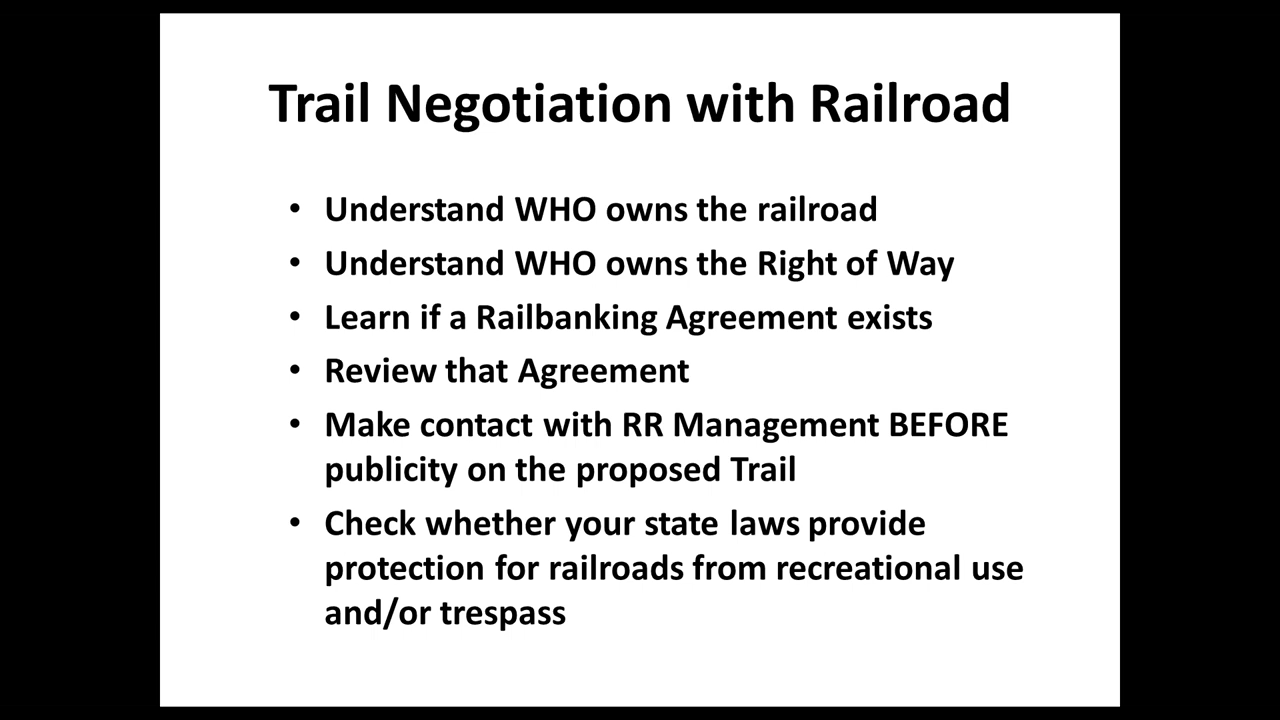 Trail Negotiation with Railroad
• Understand WHO owns the railroad
• Understand WHO owns the Right of Way
• Learn if a Railbanking Agreement exists
• Review that Agreement
• Make contact with RR Management BEFORE
publicity on the proposed Trail
• Check whether your state laws provide
protection for railroads from recreational use
and/or trespass